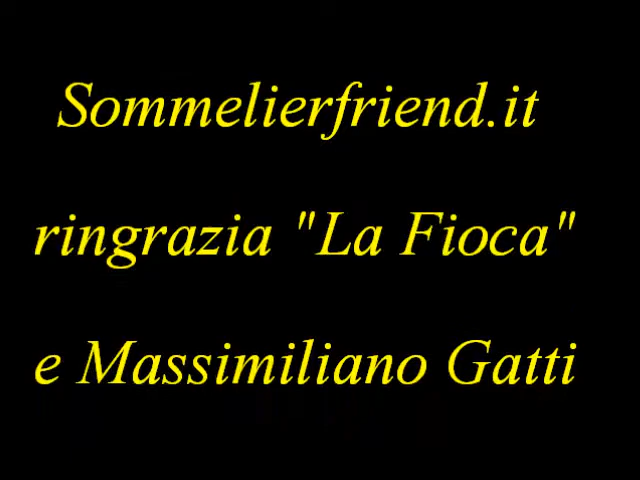 Sommelierfriend.it
ringrazia "La Fioca"
e Massimiliano Gatti